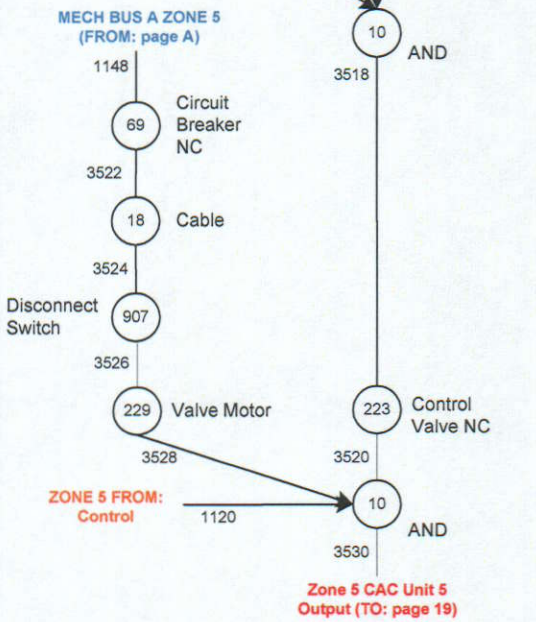 MECH BUS A ZONE 5
(FROM: page A)
1148
69
Circuit
Breaker
NC
3522
18
Cable
3524
Disconnect
Switch
907
3526
229
Valve Motor
3528
ZONE 5 FROM:
Control
1120
10
AND
3518
223
Control
Valve NC
3520
10
AND
3530
Zone 5 CAC Unit 5
Output (TO: page 19)